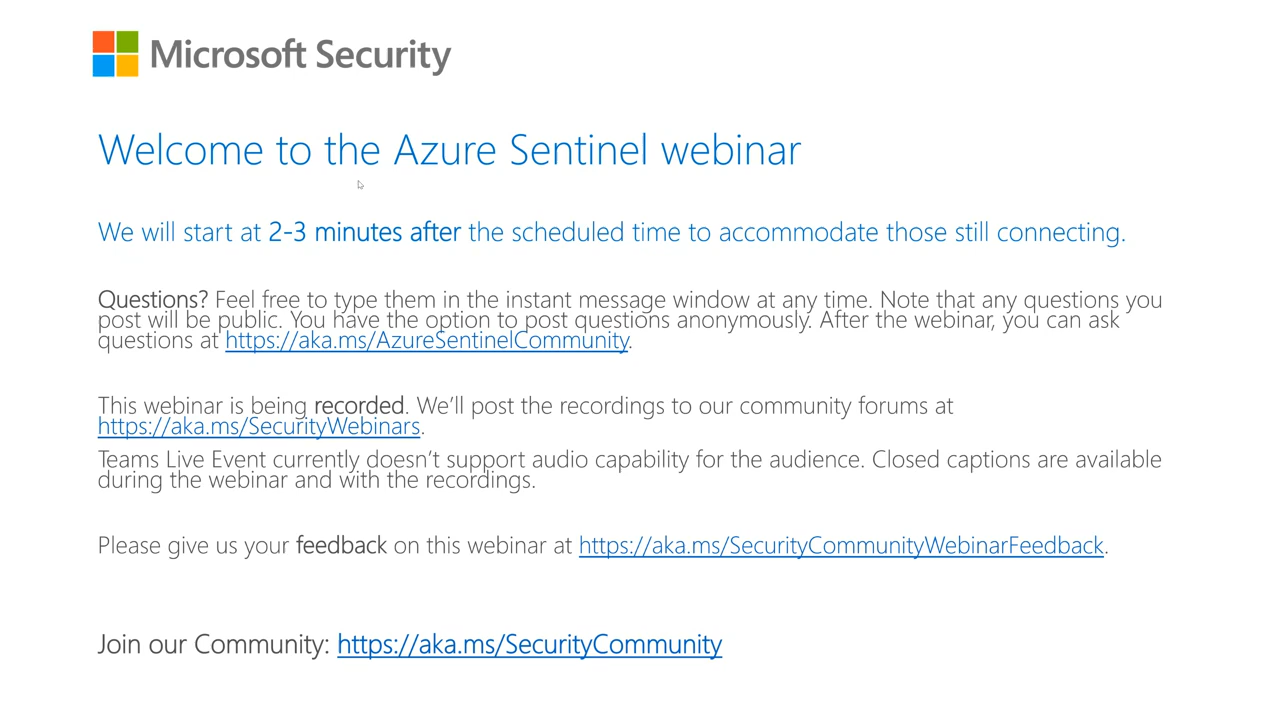 Microsoft Security
Welcome to the Azure Sentinel webinar
We will start at 2-3 minutes after the scheduled time to accommodate those still connecting.
Questions? Feel free to type them in the instant message window at any time. Note that any questions you
post will be public. You have the option to post questions anonymously. After the webinar, you can ask
questions at https://aka.ms/AzureSentinelCommunity.
This webinar is being recorded. We’ll post the recordings to our community forums at
https://aka.ms/SecurityWebinars.
Teams Live Event currently doesn’t support audio capability for the audience. Closed captions are available
during the webinar and with the recordings.
Please give us your feedback on this webinar at https://aka.ms/SecurityCommunityWebinarFeedback.
Join our Community: https://aka.ms/SecurityCommunity